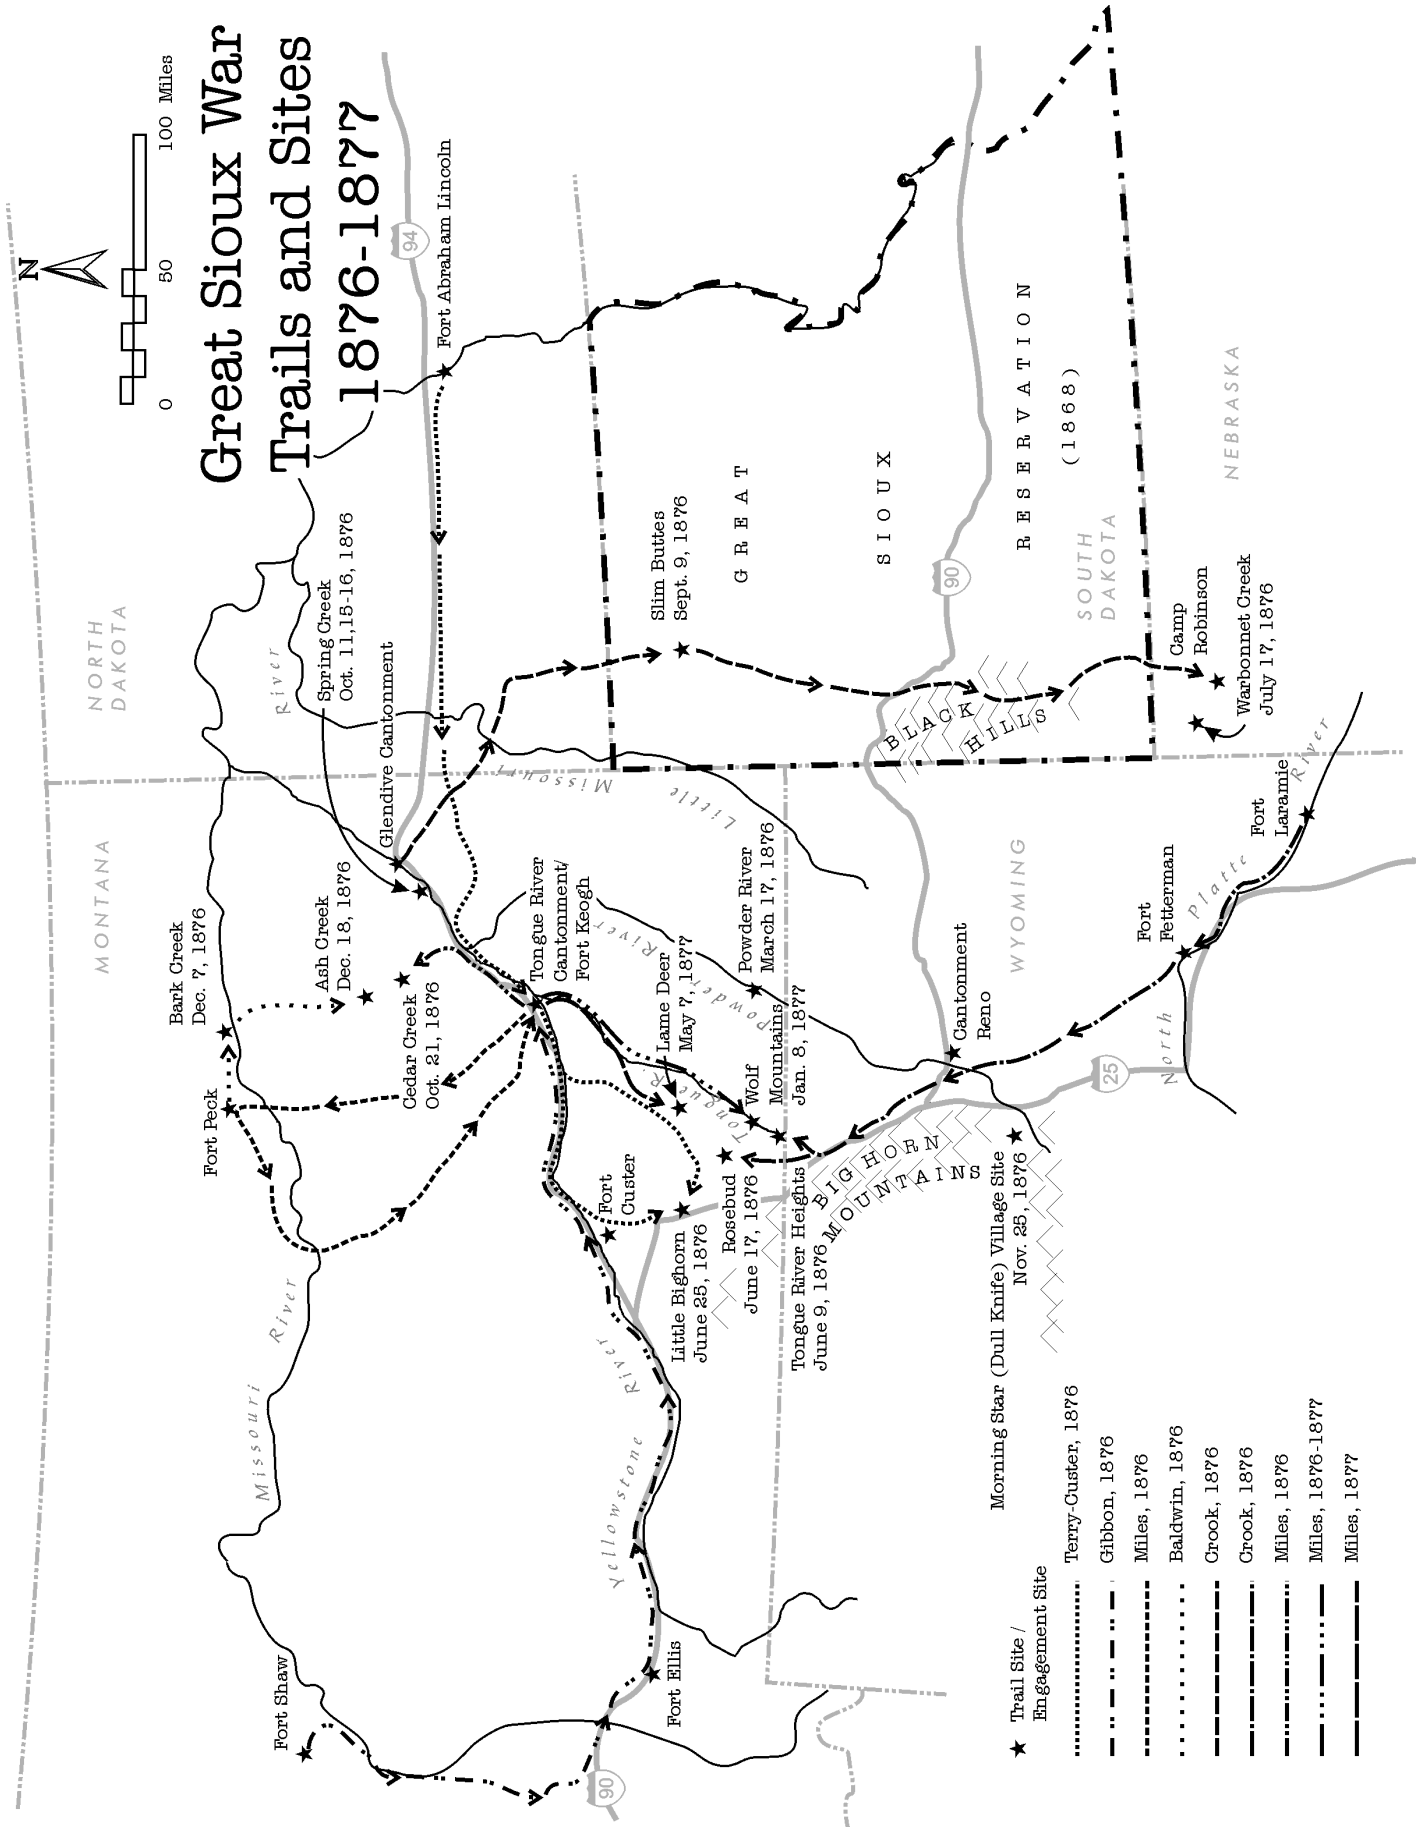 Great Sioux War
Trails and Sites
1876-1877
N
0
50
100 Miles
MONTANA
NORTH
DAKOTA
Fort Shaw
Missouri
River
Fort Peck
Bark Creek
Dec. 7, 1876
Ash Creek
Dec. 18, 1876
River
Spring Creek
Oct. 11,15-16, 1876
Glendive Cantonment
94
Fort Abraham Lincoln
Cedar Creek
Oct. 21, 1876
Tongue River
Cantonment/
Fort Keogh
90
Fort Ellis
Yellowstone
River
Fort
Custer
Little Bighorn
June 25, 1876
Rosebud
June 17, 1876
Tongue R.
Lame Deer
May 7, 1877
Wolf
Mountains
Jan. 8, 1877
Powder River
Powder River
March 17, 1876
Little
Missouri
Slim Buttes
Sept. 9, 1876
GREAT
SIOUX
RESERVATION
(1868)
Tongue River Heights
June 9, 1876
BIG HORN
MOUNTAINS
Morning Star (Dull Knife) Village Site
Nov. 25, 1876
Cantonment
Reno
WYOMING
BLACK
HILLS
90
SOUTH
DAKOTA
25
North
Platte
River
Fort
Fetterman
Fort
Laramie
Camp
Robinson
Warbonnet Creek
July 17, 1876
NEBRASKA
Trail Site /
Engagement Site
Terry-Custer, 1876
Gibbon, 1876
Miles, 1876
Baldwin, 1876
Crook, 1876
Crook, 1876
Miles, 1876
Miles, 1876-1877
Miles, 1877